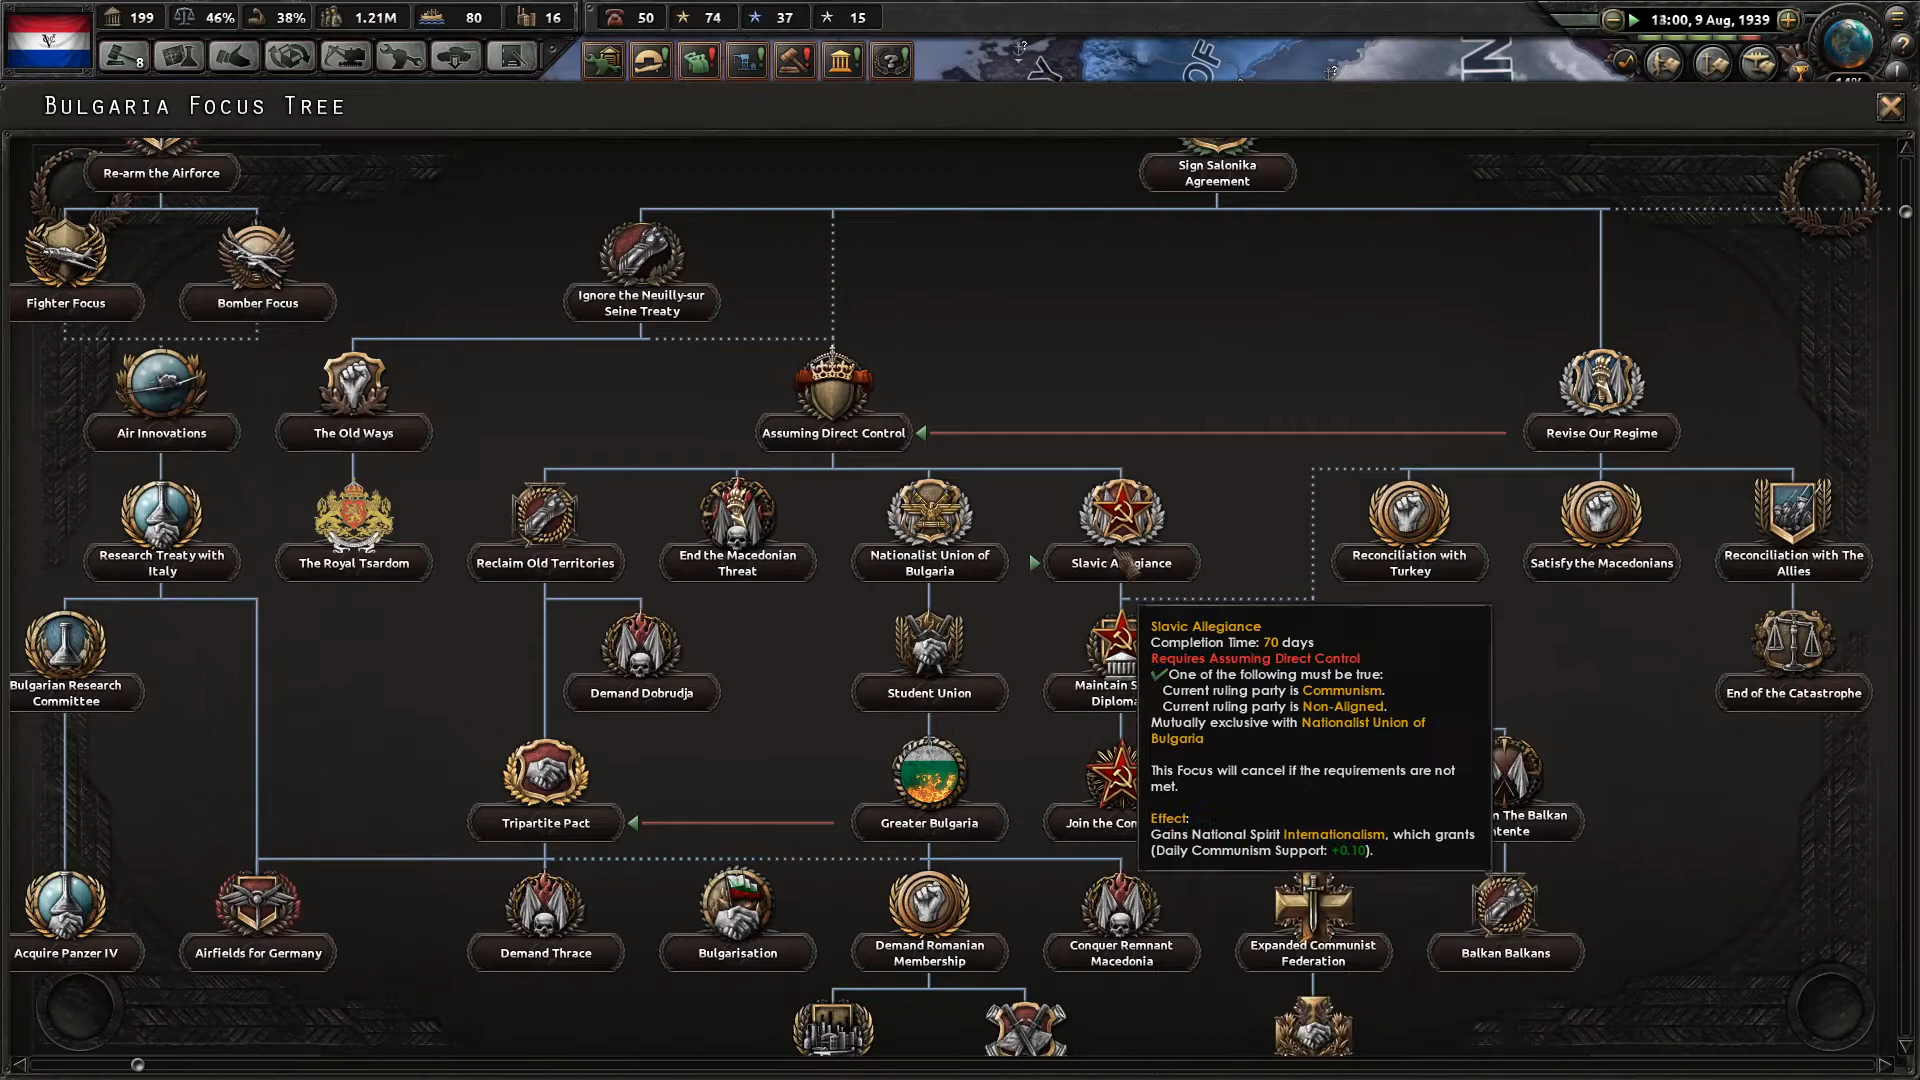 199 46% 38% 1.21M 80 16 50 74 37 15
13:00, 9 Aug, 1939
8
BULGARIA FOCUS TREE
Re-arm the Airforce
Sign Salonika
Agreement
Fighter Focus
Bomber Focus
Ignore the Neuilly-sur
Seine Treaty
Air Innovations
The Old Ways
Assuming Direct Control
Revise Our Regime
Research Treaty with
Italy
The Royal Tsardom
Reclaim Old Territories
End the Macedonian
Threat
Nationalist Union of
Bulgaria
Slavic Allegiance
Reconciliation with
Turkey
Satisfy the Macedonians
Reconciliation with The
Allies
Bulgarian Research
Committee
Demand Dobrudja
Student Union
Maintain S
Diplom
End of the Catastrophe
Slavic Allegiance
Completion Time: 70 days
Requires Assuming Direct Control
One of the following must be true:
Current ruling party is Communism.
Current ruling party is Non-Aligned.
Mutually exclusive with Nationalist Union of
Bulgaria
This Focus will cancel if the requirements are not
met.
Effect:
Gains National Spirit Internationalism, which grants
(Daily Communism Support: +0.10).
Tripartite Pact
Greater Bulgaria
Join the Con
n The Balkan
ntente
Acquire Panzer IV
Airfields for Germany
Demand Thrace
Bulgarisation
Demand Romanian
Membership
Conquer Remnant
Macedonia
Expanded Communist
Federation
Balkan Balkans